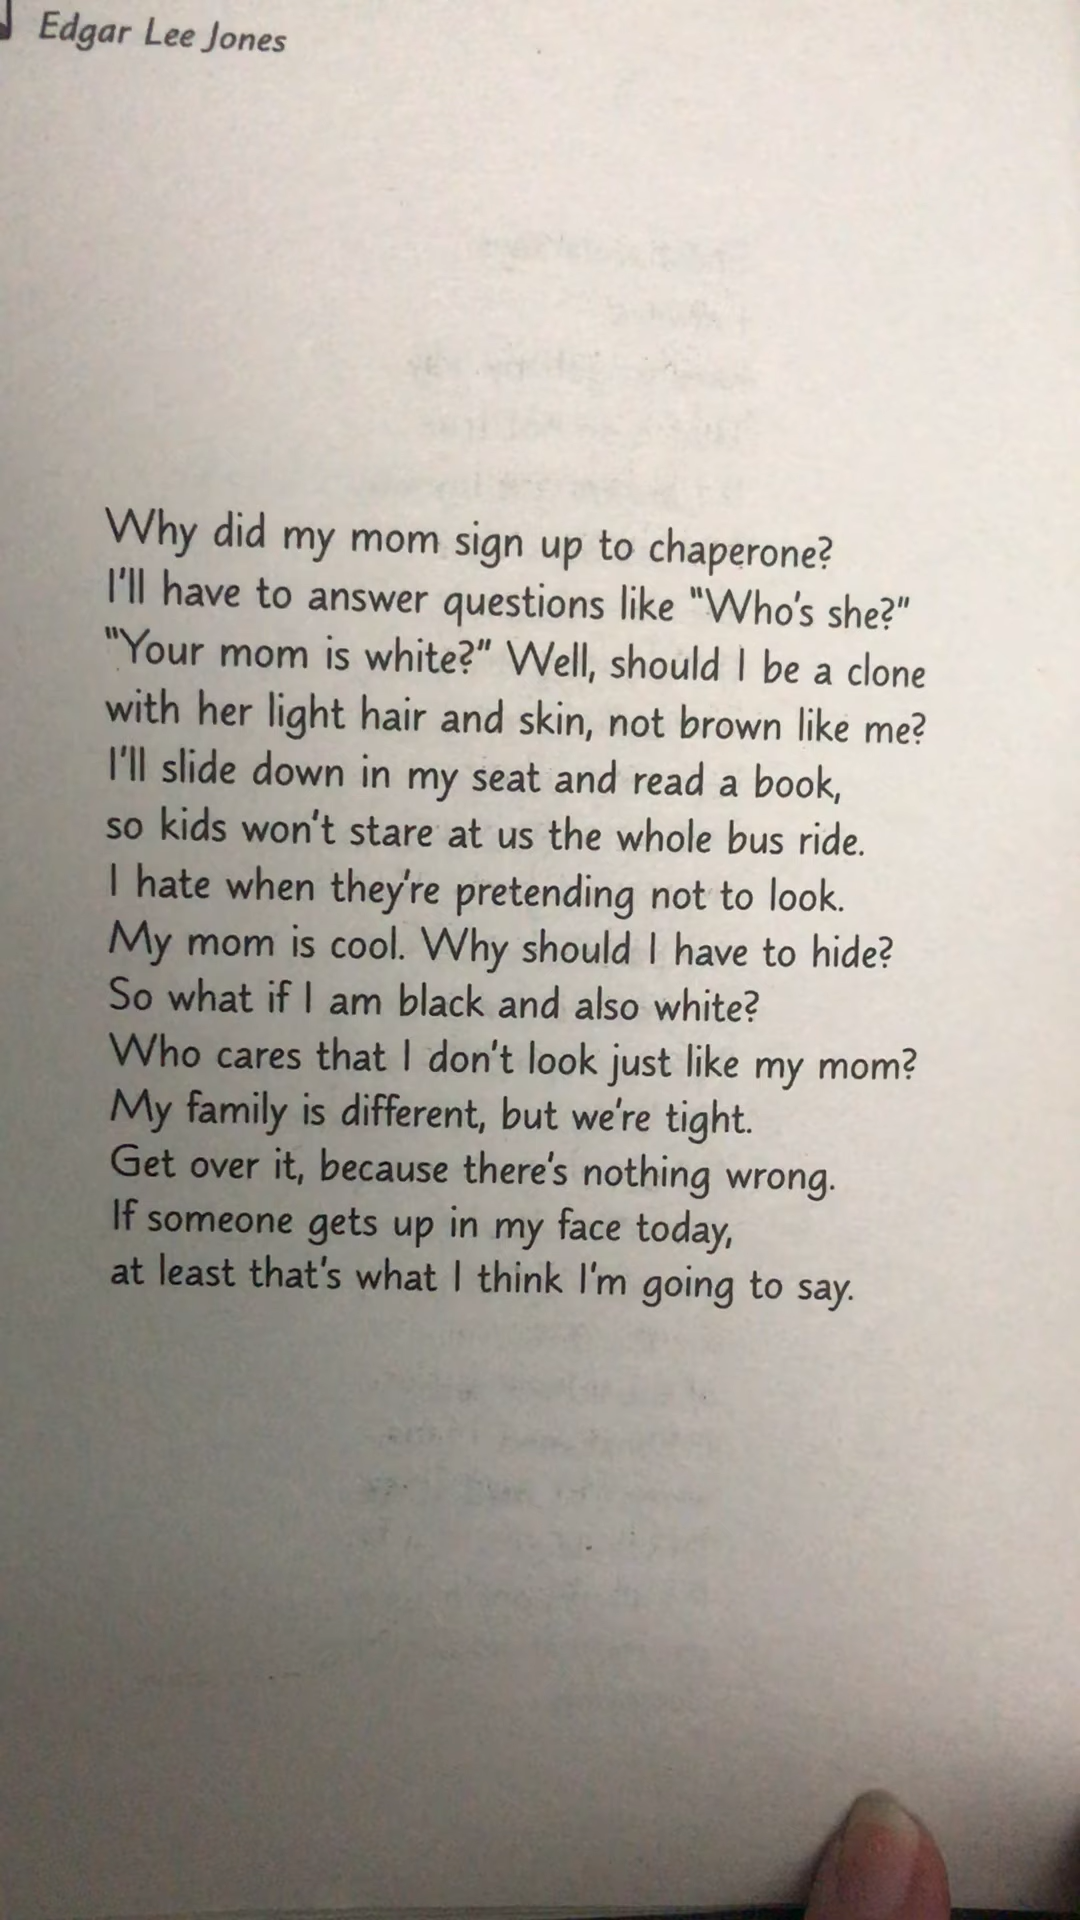 Edgar Lee Jones
Why did my mom sign up to chaperone?
I'll have to answer questions like "Who's she?"
"Your mom is white?" Well, should I be a clone
with her light hair and skin, not brown like me?
I'll slide down in my seat and read a book,
so kids won't stare at us the whole bus ride.
I hate when they're pretending not to look.
My mom is cool. Why should I have to hide?
So what if I am black and also white?
Who cares that I don't look just like my mom?
My family is different, but we're tight.
Get over it, because there's nothing wrong.
If someone gets up in my face today,
at least that's what I think I'm going to say.